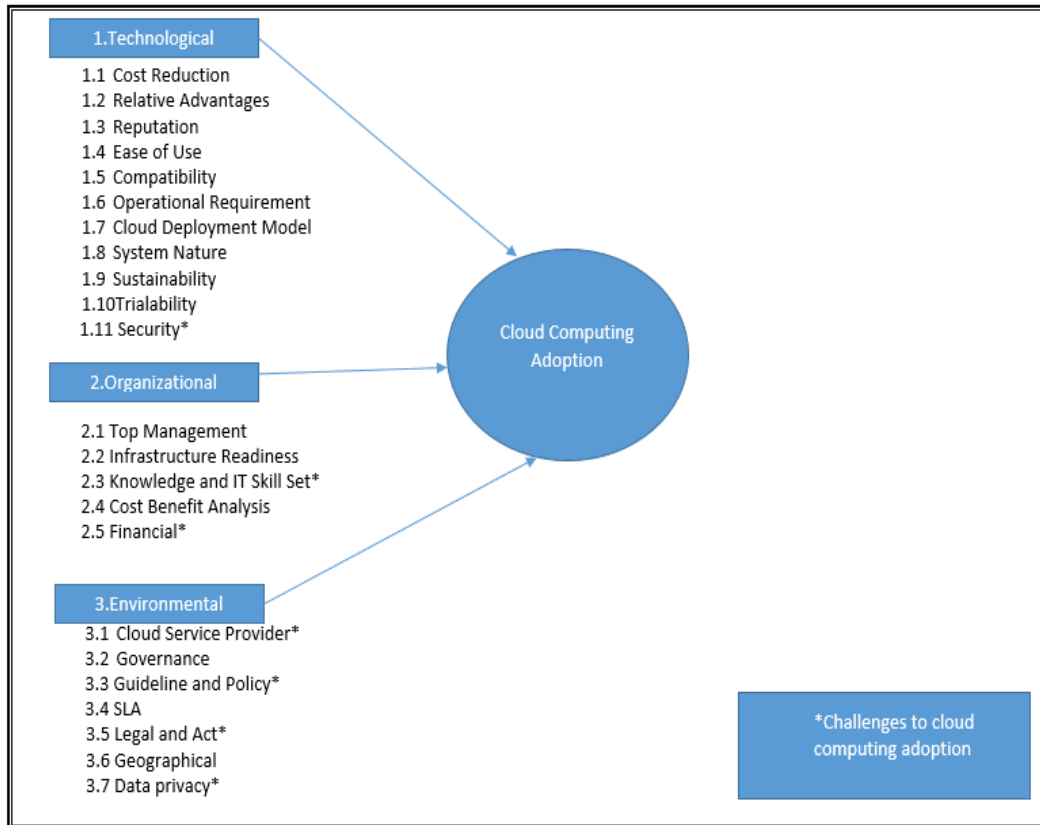 1.Technological
1.1 Cost Reduction
1.2 Relative Advantages
1.3 Reputation
1.4 Ease of Use
1.5 Compatibility
1.6 Operational Requirement
1.7 Cloud Deployment Model
1.8 System Nature
1.9 Sustainability
1.10Trialability
1.11 Security*
Cloud Computing
Adoption
2.Organizational
2.1 Top Management
2.2 Infrastructure Readiness
2.3 Knowledge and IT Skill Set*
2.4 Cost Benefit Analysis
2.5 Financial*
3.Environmental
3.1 Cloud Service Provider*
3.2 Governance
3.3 Guideline and Policy*
3.4 SLA
3.5 Legal and Act*
3.6 Geographical
3.7 Data privacy*
*Challenges to cloud
computing adoption